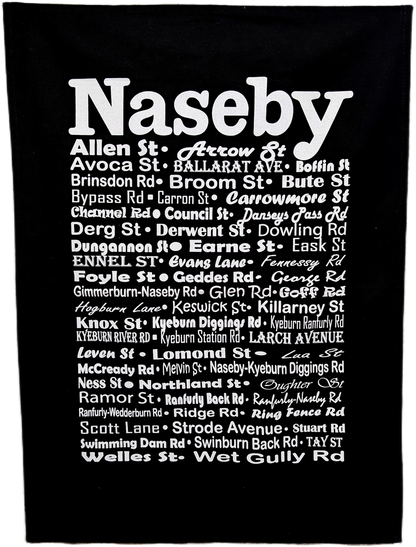 Naseby
Allen St • Arrow St
Avoca St • BALLARAT AVE • Boffin St
Brinsdon Rd • Broom St • Bute St
Bypass Rd • Carron St • Carrowmore St
Channel Rd • Council St • Danseys Pass Rd
Derg St • Derwent St • Dowling Rd
Dungannon St • Earne St • Eask St
ENNEL ST • Evans Lane • Fennessy Rd
Foyle St • Geddes Rd • George Rd
Gimmerburn-Naseby Rd • Glen Rd • Goff Rd
Hogburn Lane • Keswick St • Killarney St
Knox St • Kyeburn Diggings Rd • Kyeburn Ranfurly Rd
KYEBURN RIVER RD • Kyeburn Station Rd • LARCH AVENUE
Leven St • Lomond St • Lua St
McCready Rd • Melvin St • Naseby-Kyeburn Diggings Rd
Ness St • Northland St • Oughter St
Ramor St • Ranfurly Back Rd • Ranfurly-Naseby Rd
Ranfurly-Wedderburn Rd • Ridge Rd • Ring Fence Rd
Scott Lane • Strode Avenue • Stuart Rd
Swimming Dam Rd • Swinburn Back Rd • TAY ST
Welles St • Wet Gully Rd